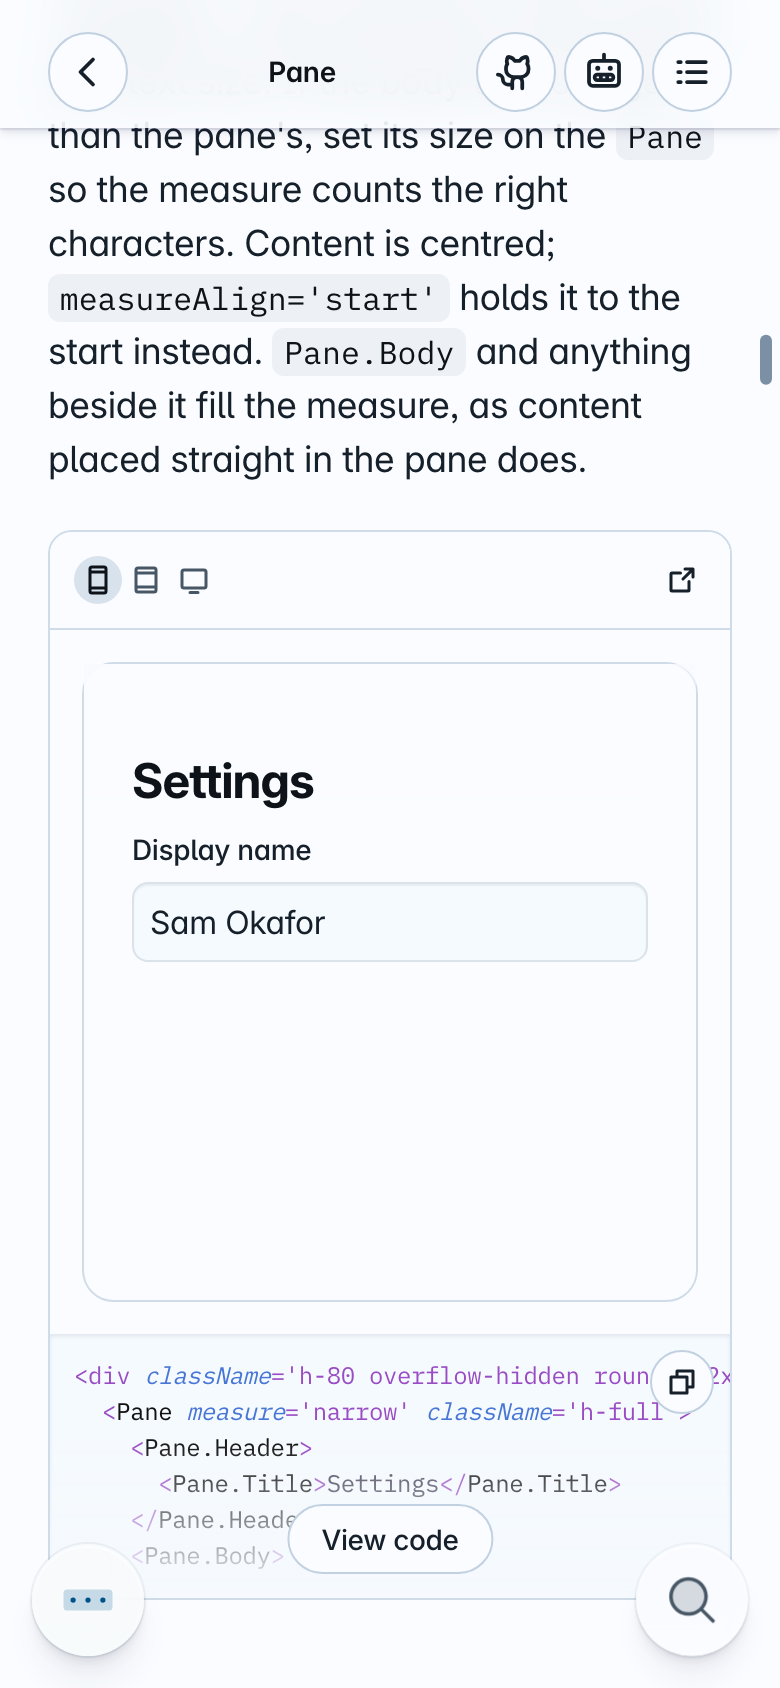 Pane
than the pane's, set its size on the Pane
so the measure counts the right
characters. Content is centred;
measureAlign='start' holds it to the
start instead. Pane.Body and anything
beside it fill the measure, as content
placed straight in the pane does.
Settings
Display name
Sam Okafor
<div className='h-80 overflow-hidden roun 2x
<Pane measure='narrow' className='h-full'>
<Pane.Header>
<Pane.Title>Settings</Pane.Title>
</Pane.Heade
<Pane.Body>
View code